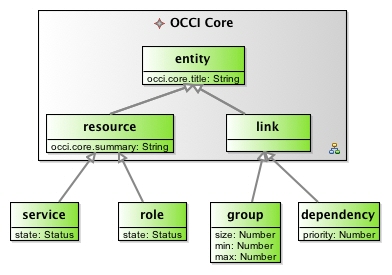 OCCI Core
entity
occi.core.title: String
resource
occi.core.summary: String
link
service
state: Status
role
state: Status
group
size: Number
min: Number
max: Number
dependency
priority: Number